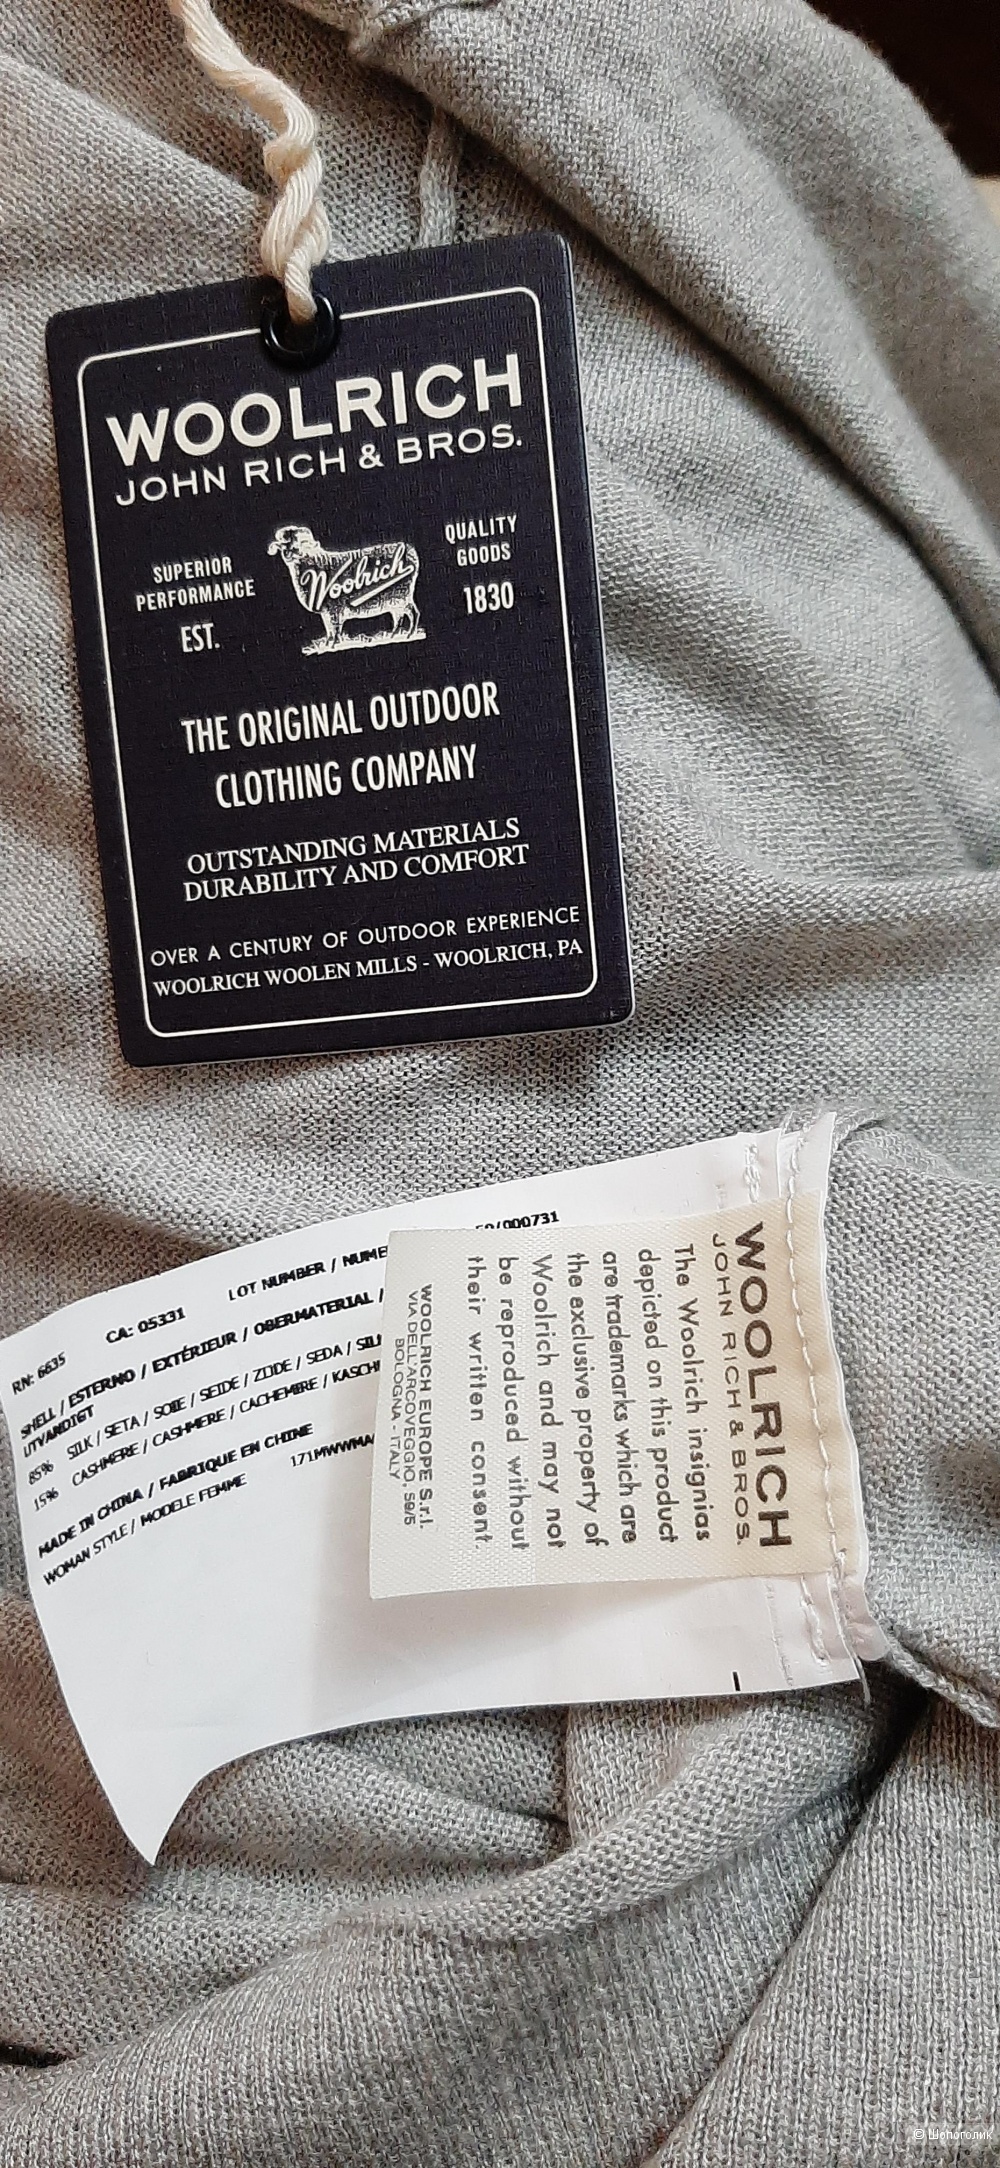 WOOLRICH
JOHN RICH & BROS.
SUPERIOR
PERFORMANCE
EST.
Woolrich
QUALITY
GOODS
1830
THE ORIGINAL OUTDOOR
CLOTHING COMPANY
OUTSTANDING MATERIALS
DURABILITY AND COMFORT
OVER A CENTURY OF OUTDOOR EXPERIENCE
WOOLRICH WOOLEN MILLS - WOOLRICH, PA
RN: 6635 CA: 05331 LOT NUMBER / /000731
SHELL / ESTERNO / EXTÉRIEUR / OBERMATERIAL /
UTVANDIGT
85% SILK / SETA / SOIE / SEIDE / ZIJDE / SEDA /
15% CASHMERE / CASHMERE / CACHEMIRE /
MADE IN CHINA / FABRIQUE EN CHINE
WOMAN STYLE / MODELE FEMME
WOOLRICH
JOHN RICH & BROS.
The Woolrich insignias
depicted on this product
are trademarks which are
the exclusive property of
Woolrich and may not
be reproduced without
their written consent.
WOOLRICH EUROPE S.r.l.
VIA DELL'ARCOVEGGIO, 59/5
BOLOGNA - ITALY
© Шопоголик